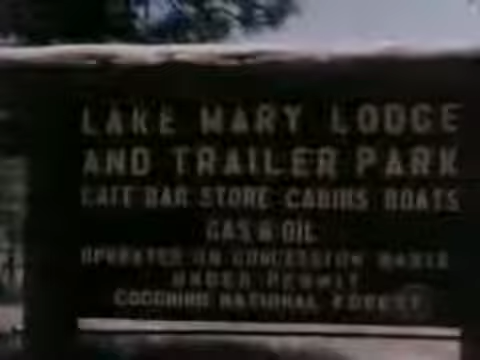 LAKE MARY LODGE
AND TRAILER PARK
CAFE BAR STORE CABINS BOATS
GAS & OIL
OPERATED ON CONCESSION BASIS
UNDER PERMIT
COCONINO NATIONAL FOREST